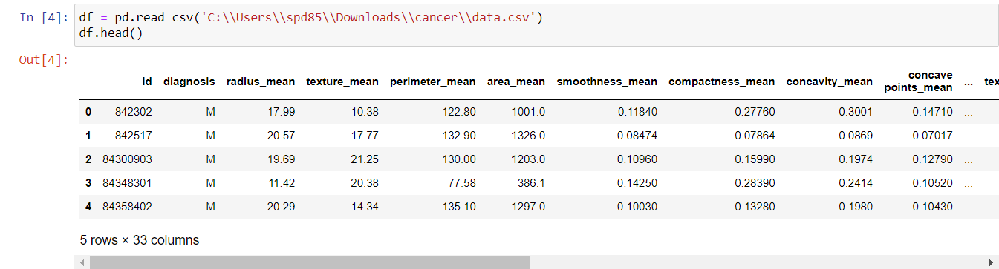 In [4]: df = pd.read_csv('C:\\Users\\spd85\\Downloads\\cancer\\data.csv')
df.head()
Out[4]:
id diagnosis radius_mean texture_mean perimeter_mean area_mean smoothness_mean compactness_mean concavity_mean concave points_mean ... tex
0 842302 M 17.99 10.38 122.80 1001.0 0.11840 0.27760 0.3001 0.14710 ...
1 842517 M 20.57 17.77 132.90 1326.0 0.08474 0.07864 0.0869 0.07017 ...
2 84300903 M 19.69 21.25 130.00 1203.0 0.10960 0.15990 0.1974 0.12790 ...
3 84348301 M 11.42 20.38 77.58 386.1 0.14250 0.28390 0.2414 0.10520 ...
4 84358402 M 20.29 14.34 135.10 1297.0 0.10030 0.13280 0.1980 0.10430 ...
5 rows × 33 columns